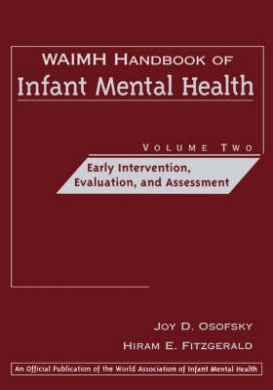 WAIMH HANDBOOK OF
Infant Mental Health
VOLUME TWO
Early Intervention,
Evaluation, and Assessment
JOY D. OSOFSKY
HIRAM E. FITZGERALD
An Official Publication of the World Association of Infant Mental Health